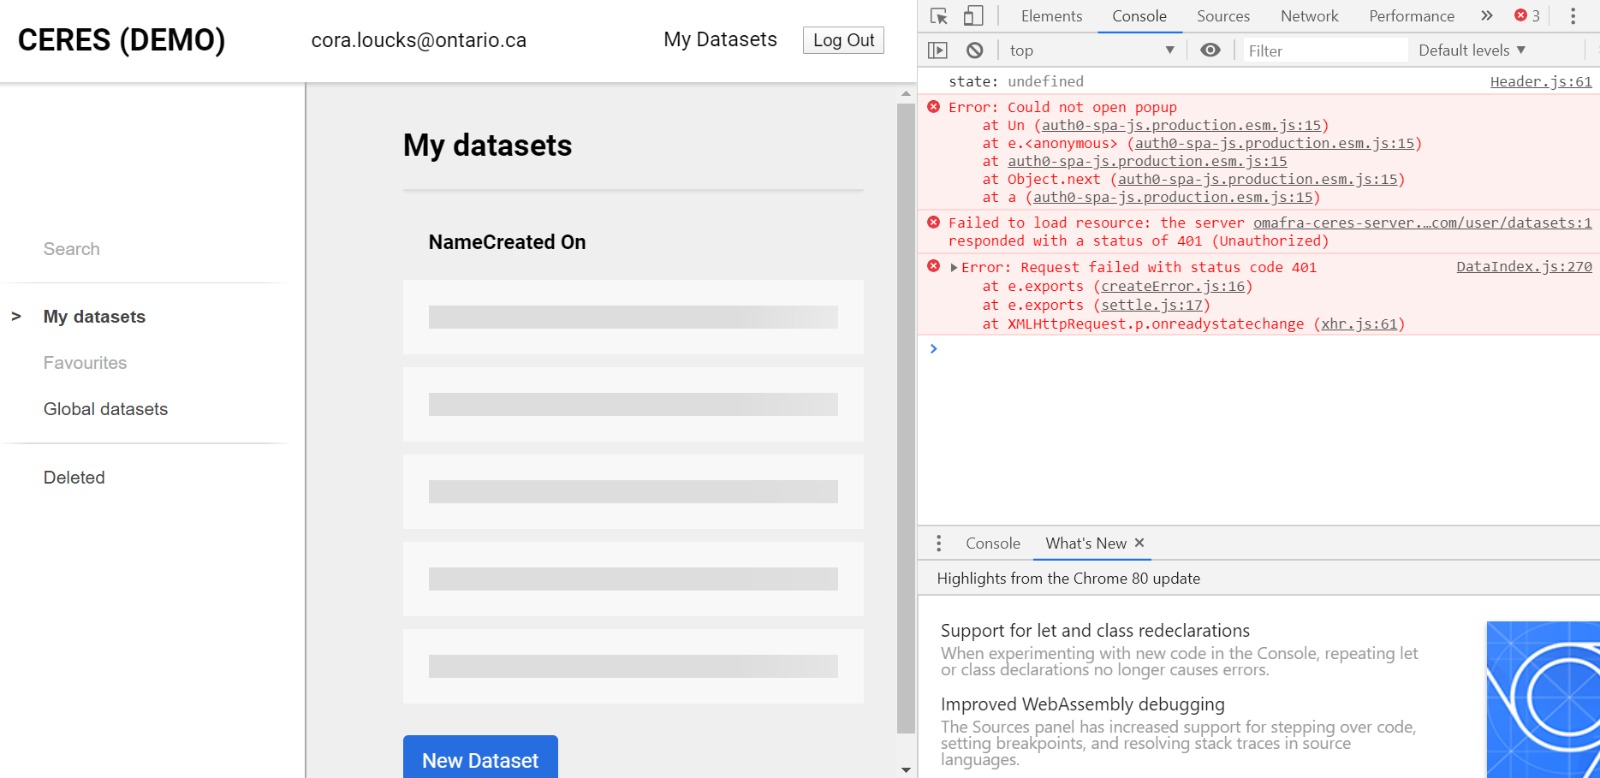 CERES (DEMO)
cora.loucks@ontario.ca
My Datasets
Log Out
Search
> My datasets
Favourites
Global datasets
Deleted
My datasets
NameCreated On
New Dataset
Elements Console Sources Network Performance » 3
top ▼ Filter Default levels ▼
state: undefined Header.js:61
Error: Could not open popup
at Un (auth0-spa-js.production.esm.js:15)
at e.<anonymous> (auth0-spa-js.production.esm.js:15)
at auth0-spa-js.production.esm.js:15
at Object.next (auth0-spa-js.production.esm.js:15)
at a (auth0-spa-js.production.esm.js:15)
Failed to load resource: the server omafra-ceres-server.…com/user/datasets:1
responded with a status of 401 (Unauthorized)
▶Error: Request failed with status code 401 DataIndex.js:270
at e.exports (createError.js:16)
at e.exports (settle.js:17)
at XMLHttpRequest.p.onreadystatechange (xhr.js:61)
>
Console What's New ×
Highlights from the Chrome 80 update
Support for let and class redeclarations
When experimenting with new code in the Console, repeating let
or class declarations no longer causes errors.
Improved WebAssembly debugging
The Sources panel has increased support for stepping over code,
setting breakpoints, and resolving stack traces in source
languages.